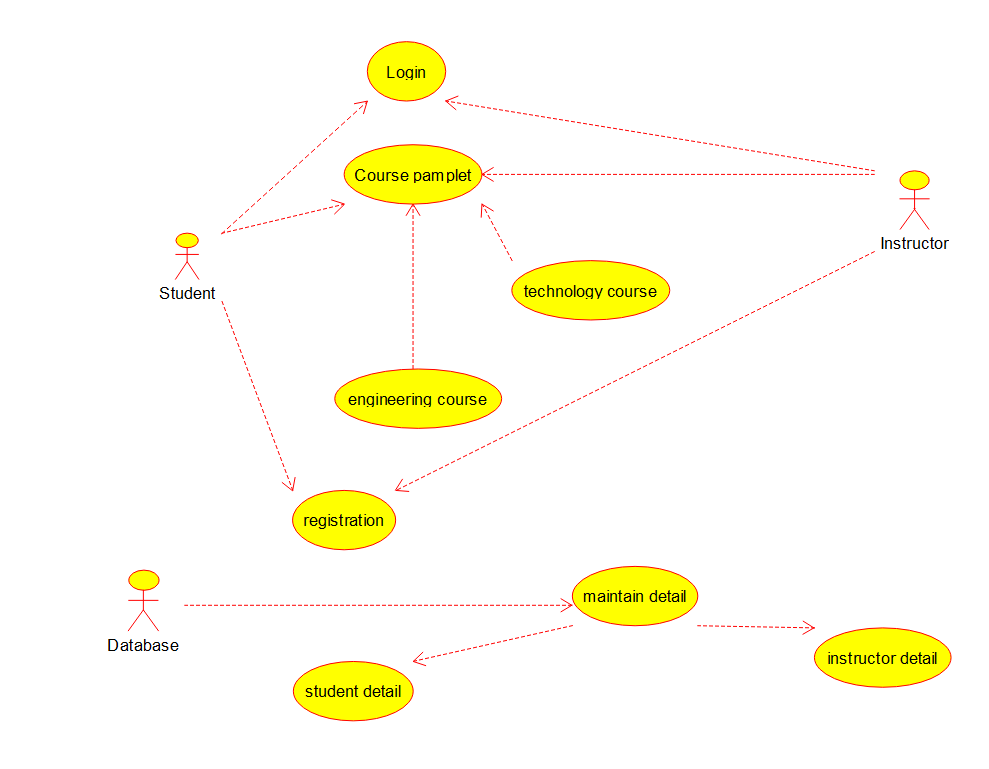 Login
Course pamplet
Instructor
Student
technology course
engineering course
registration
maintain detail
Database
instructor detail
student detail